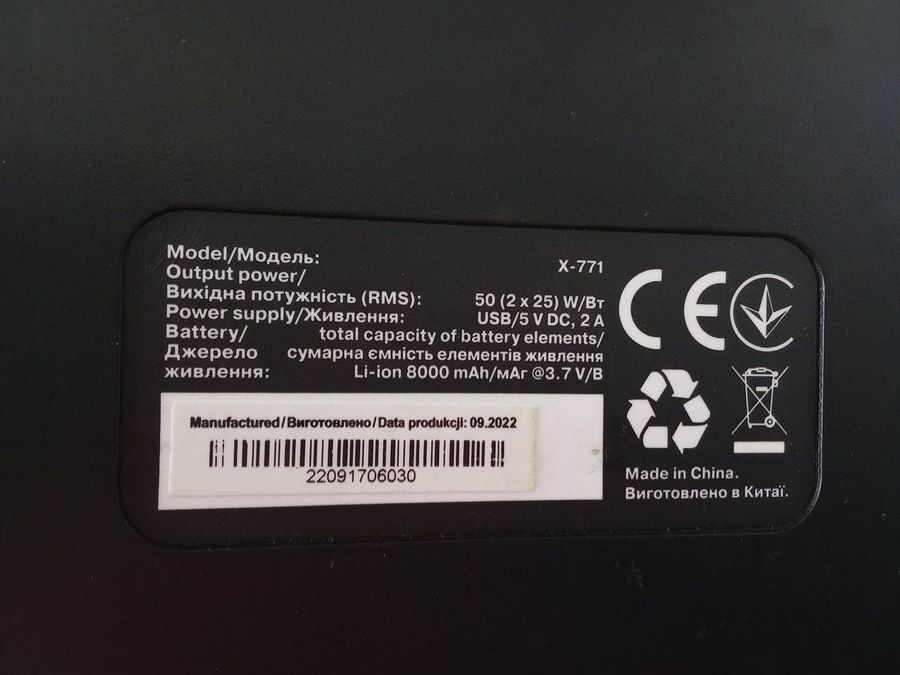 Model/Модель: X-771
Output power/
Вихідна потужність (RMS): 50 (2 x 25) W/Вт
Power supply/Живлення: USB/5 V DC, 2 A
Battery/ total capacity of battery elements/
Джерело сумарна ємність елементів живлення
живлення: Li-ion 8000 mAh/мАг @3.7 V/В
Manufactured/Виготовлено/Data produkcji: 09.2022
22091706030
CE
Made in China.
Виготовлено в Китаї.